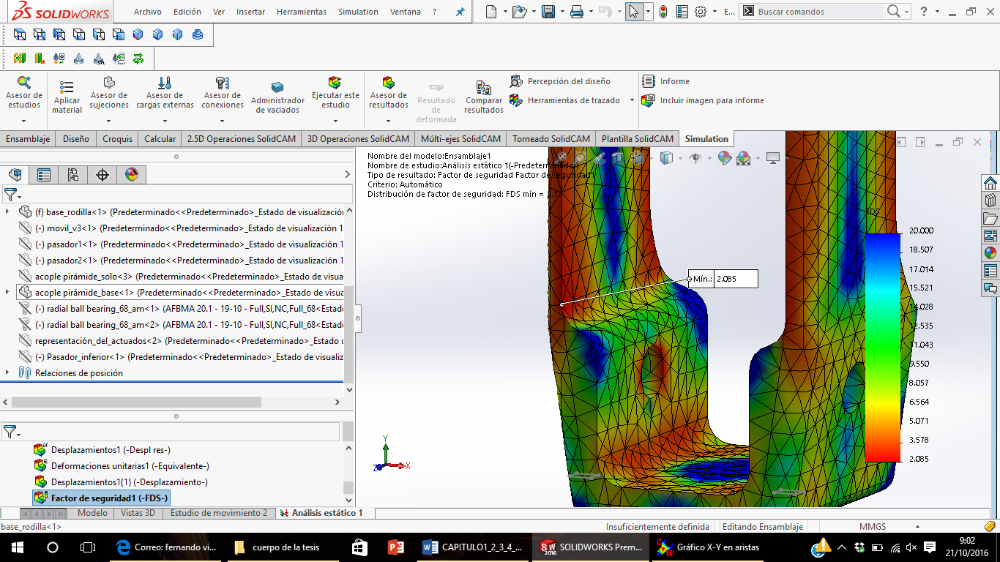 SOLIDWORKS
Archivo Edición Ver Insertar Herramientas Simulation Ventana ?
E...
Buscar comandos
?
Asesor de estudios
Aplicar material
Asesor de sujeciones
Asesor de cargas externas
Asesor de conexiones
Administrador de vaciados
Ejecutar este estudio
Asesor de resultados
Resultado de deformada
Comparar resultados
Percepción del diseño
Herramientas de trazado
Informe
Incluir imagen para informe
Ensamblaje Diseño Croquis Calcular 2.5D Operaciones SolidCAM 3D Operaciones SolidCAM Múlti-ejes SolidCAM Torneado SolidCAM Plantilla SolidCAM Simulation
(f) base_rodilla<1> (Predeterminado<<Predeterminado>_Estado de visualización
(-) movil_v3<1> (Predeterminado<<Predeterminado>_Estado de visualización 1
(-) pasador1<1> (Predeterminado<<Predeterminado>_Estado de visualización
(-) pasador2<1> (Predeterminado<<Predeterminado>_Estado de visualización
acople pirámide_solo<3> (Predeterminado<<Predeterminado>_Estado de visua
acople pirámide_base<1> (Predeterminado<<Predeterminado>_Estado de visua
(-) radial ball bearing_68_am<1> (AFBMA 20.1 - 19-10 - Full,SI,NC,Full_68<Estad
(-) radial ball bearing_68_am<2> (AFBMA 20.1 - 19-10 - Full,SI,NC,Full_68<Estad
representación_del_actuados<2> (Predeterminado<<Predeterminado>_Estado d
(-) Pasador_inferior<1> (Predeterminado<<Predeterminado>_Estado de visualiz
Relaciones de posición
Desplazamientos1 (-Despl res-)
Deformaciones unitarias1 (-Equivalente-)
Desplazamientos1{1} (-Desplazamiento-)
Factor de seguridad1 (-FDS-)
Nombre del modelo:Ensamblaje1
Nombre de estudio:Análisis estático 1(-Predeterminado-)
Tipo de resultado: Factor de seguridad Factor de seguridad1
Criterio: Automático
Distribución de factor de seguridad: FDS mín =
Mín.: 2.085
FDS
20.000
18.507
17.014
15.521
14.028
12.535
11.043
9.550
8.057
6.564
5.071
3.578
2.085
Y
X
Z
Modelo Vistas 3D Estudio de movimiento 2 Análisis estático 1
base_rodilla<1>
Insuficientemente definida Editando Ensamblaje MMGS
Correo: fernando vi...
cuerpo de la tesis
CAPITULO1_2_3_4_...
SOLIDWORKS Prem...
Gráfico X-Y en aristas
9:02
21/10/2016